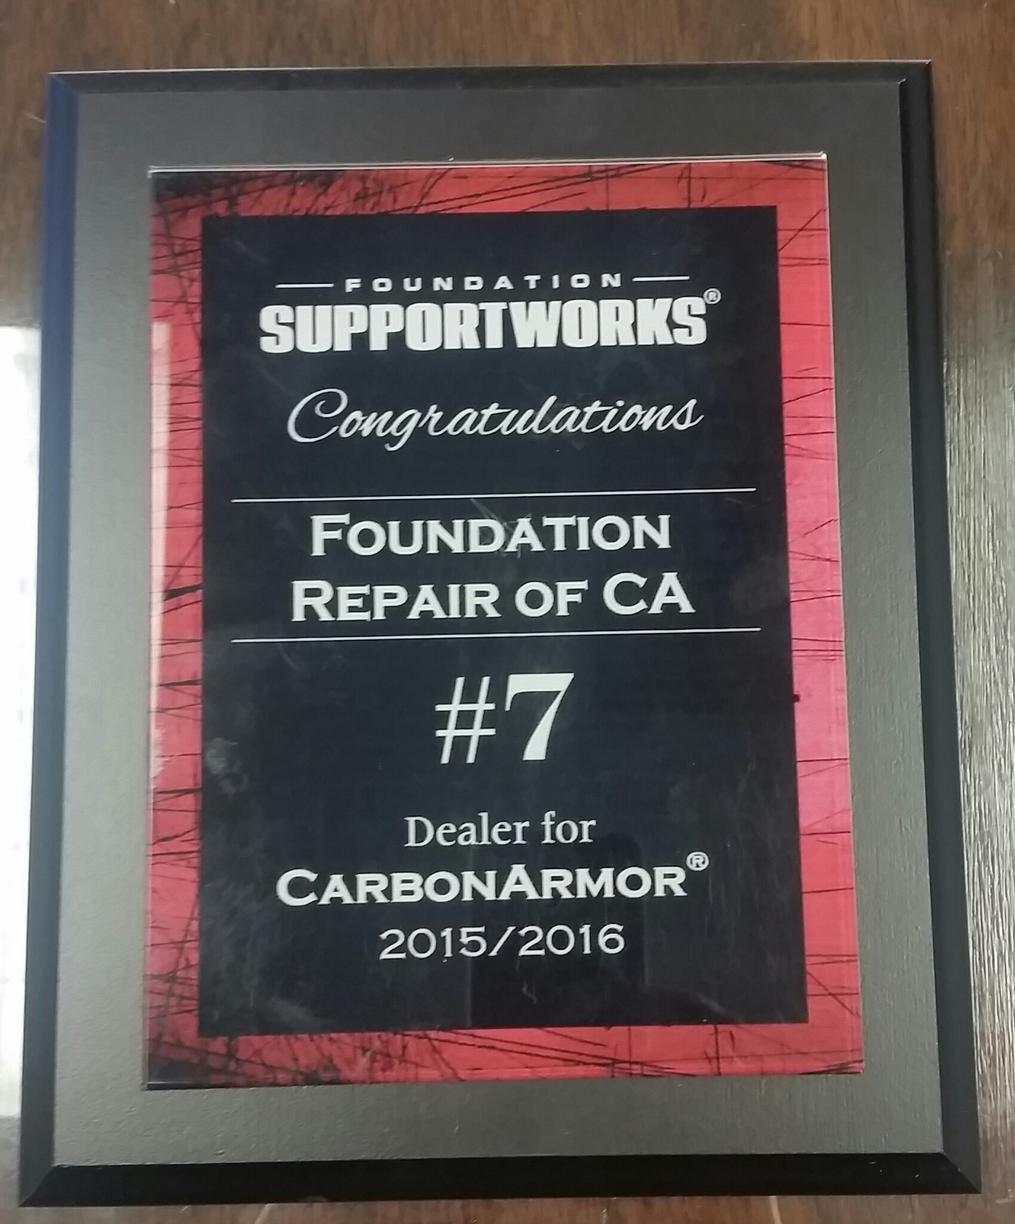 FOUNDATION
SUPPORTWORKS®
Congratulations
FOUNDATION
REPAIR OF CA
#7
Dealer for
CARBONARMOR®
2015/2016